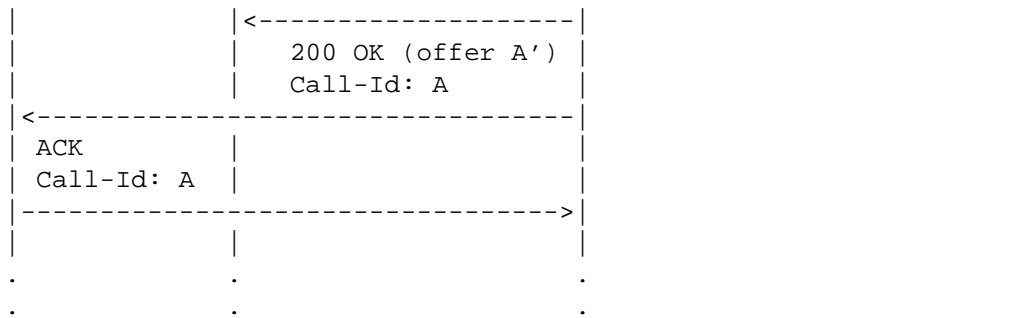 |             |<--------------------|
|             |   200 OK (offer A’) |
|             |   Call-Id: A        |
|<----------------------------------|
| ACK         |                     |
| Call-Id: A  |                     |
|---------------------------------->|
|             |                     |
.             .                     .
.             .                     .